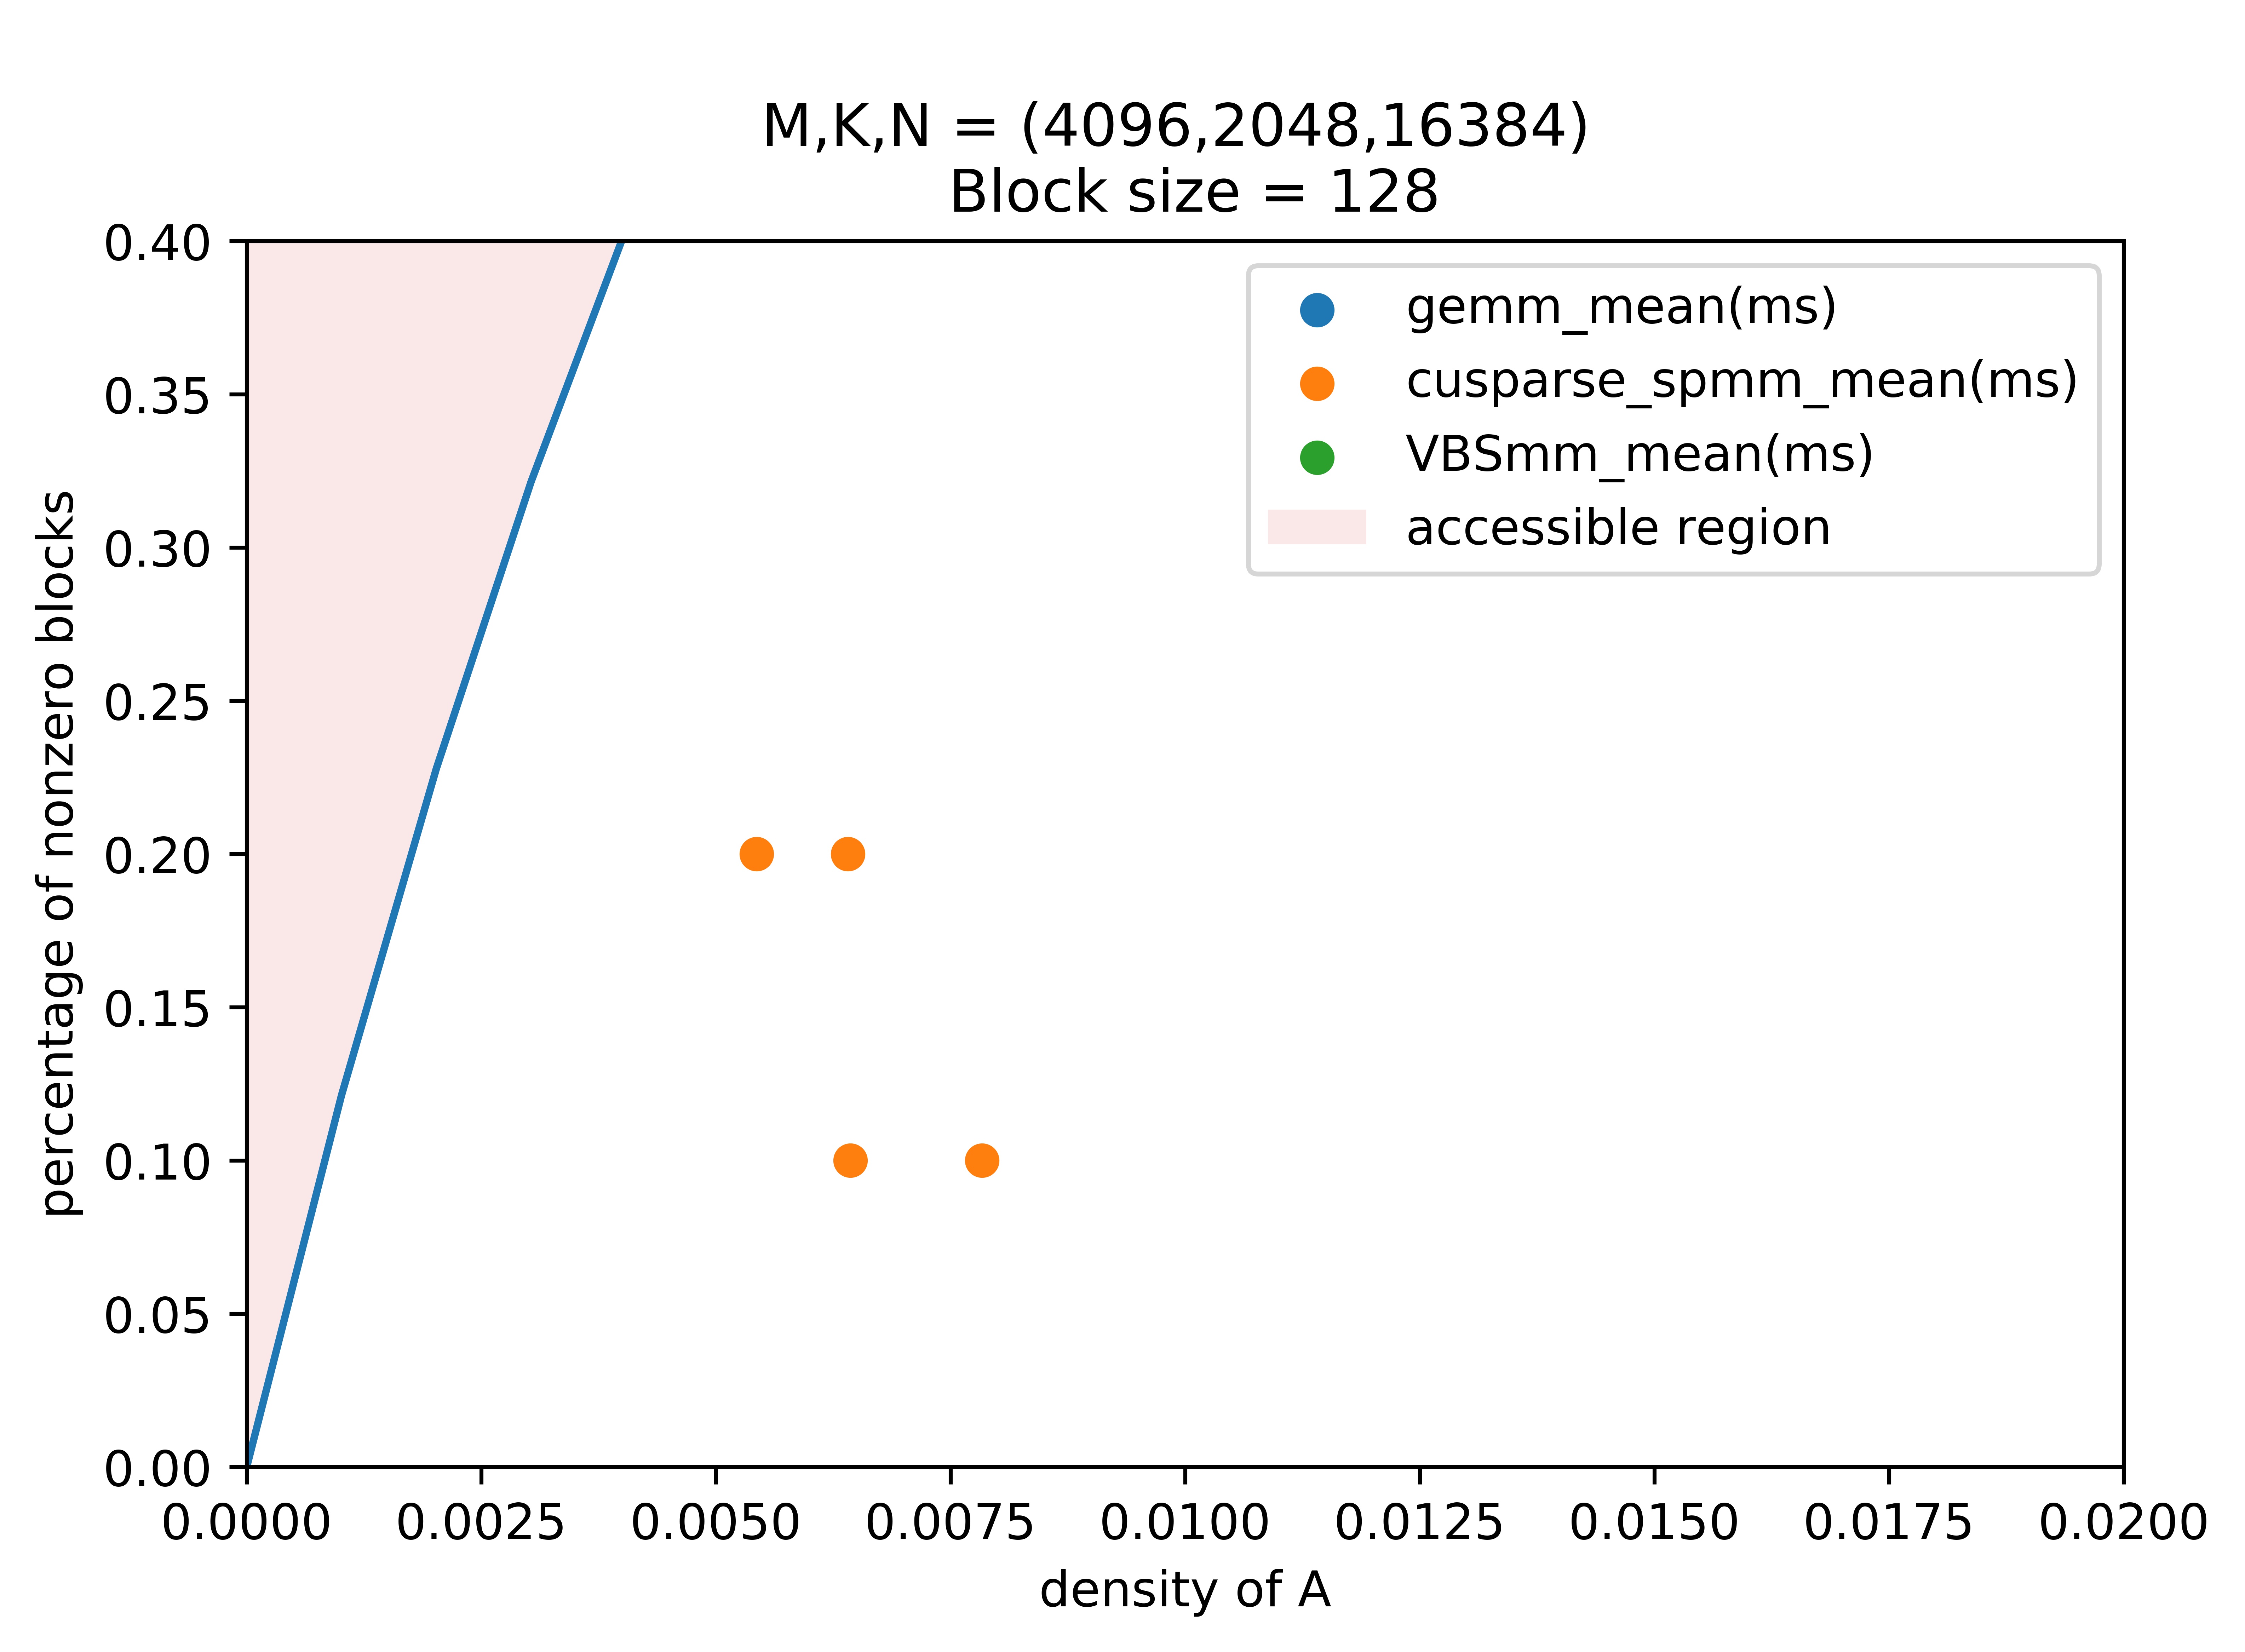 M,K,N = (4096,2048,16384)
Block size = 128
0.40
0.35
0.30
0.25
0.20
0.15
0.10
0.05
0.00
percentage of nonzero blocks
gemm_mean(ms)
cusparse_spmm_mean(ms)
VBSmm_mean(ms)
accessible region
0.0000 0.0025 0.0050 0.0075 0.0100 0.0125 0.0150 0.0175 0.0200
density of A